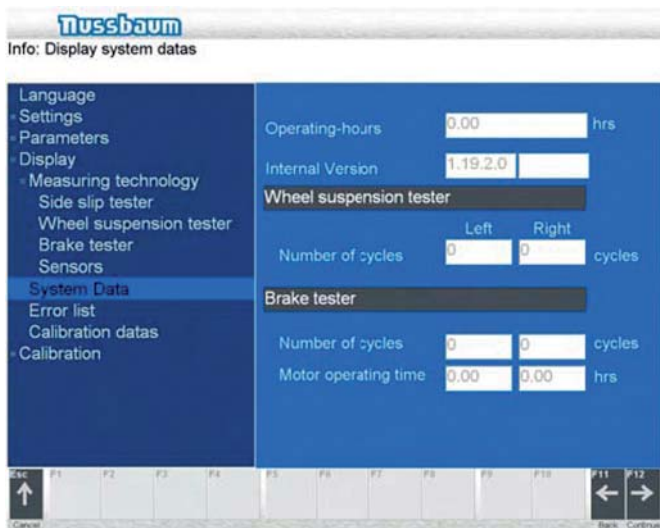 Nussbaum
Info: Display system datas
Language
Settings
Parameters
Display
Measuring technology
Side slip tester
Wheel suspension tester
Brake tester
Sensors
System Data
Error list
Calibration datas
Calibration
Operating-hours 0.00 hrs
Internal Version 1.19.2.0
Wheel suspension tester
Left Right
Number of cycles 0 0 cycles
Brake tester
Number of cycles 0 0 cycles
Motor operating time 0.00 0.00 hrs
Esc F1 F2 F3 F4 F5 F6 F7 F8 F9 F10 F11 F12
Cancel Back Continue